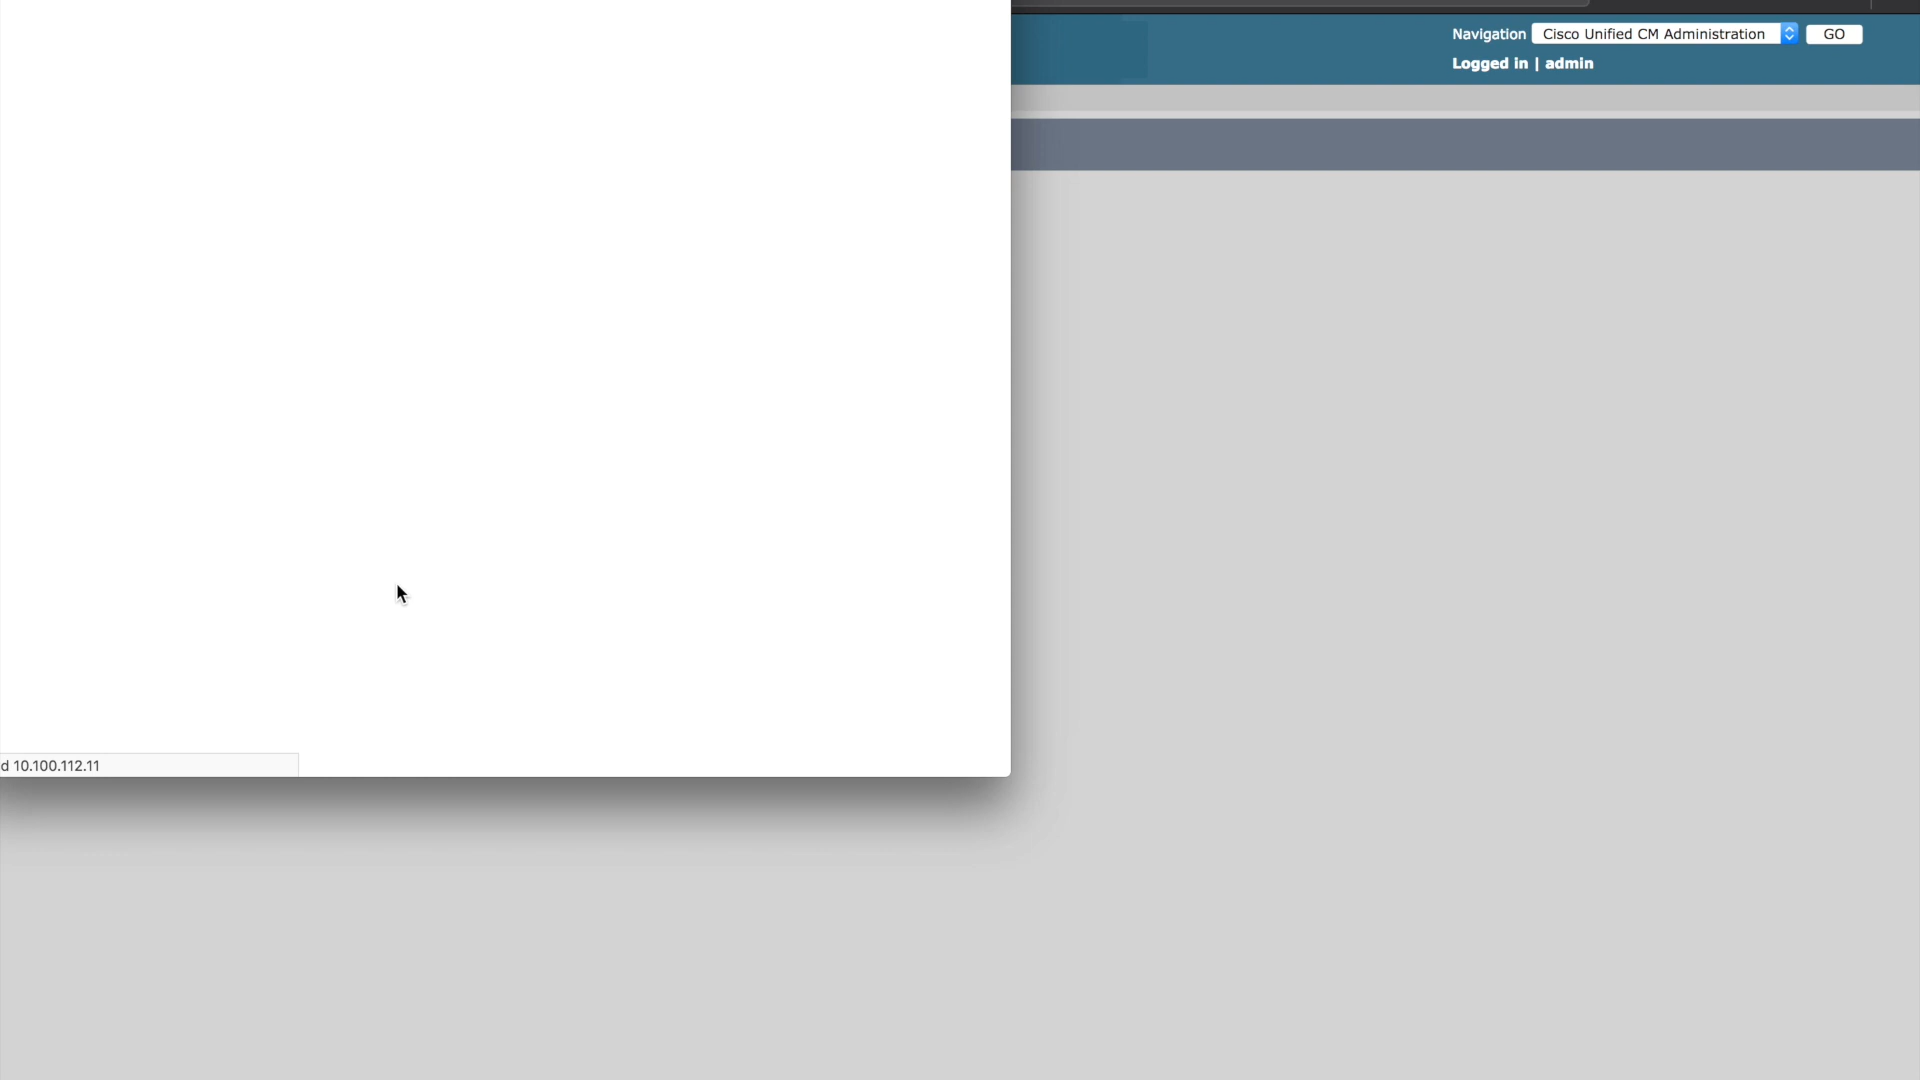 Navigation Cisco Unified CM Administration GO
Logged in | admin
d 10.100.112.11